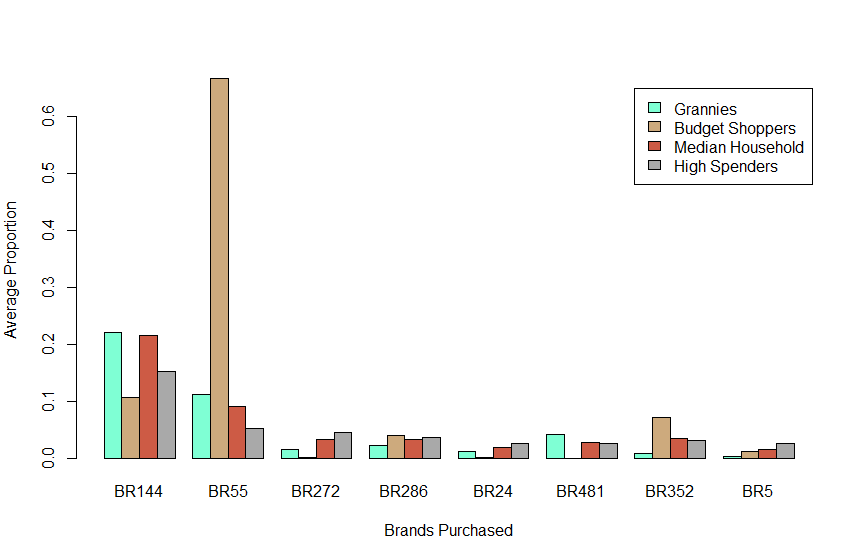 Grannies
Budget Shoppers
Median Household
High Spenders
Average Proportion
0.6
0.5
0.4
0.3
0.2
0.1
0.0
BR144 BR55 BR272 BR286 BR24 BR481 BR352 BR5
Brands Purchased